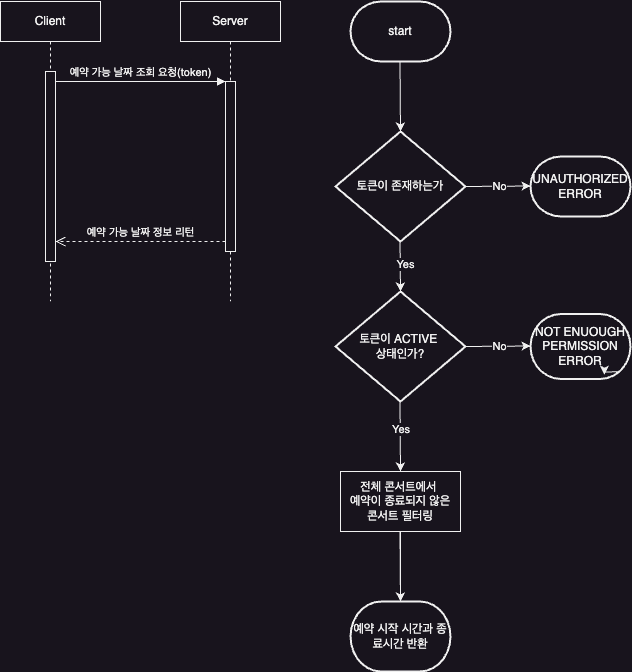 Client
Server
예약 가능 날짜 조회 요청(token)
예약 가능 날짜 정보 리턴
start
토큰이 존재하는가
No
UNAUTHORIZED
ERROR
Yes
토큰이 ACTIVE
상태인가?
No
NOT ENUOUGH
PERMISSION
ERROR
Yes
전체 콘서트에서
예약이 종료되지 않은
콘서트 필터링
예약 시작 시간과 종
료시간 반환